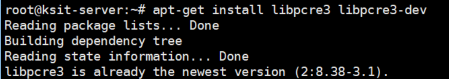 root@ksit-server:~# apt-get install libpcre3 libpcre3-dev
Reading package lists... Done
Building dependency tree
Reading state information... Done
libpcre3 is already the newest version (2:8.38-3.1).